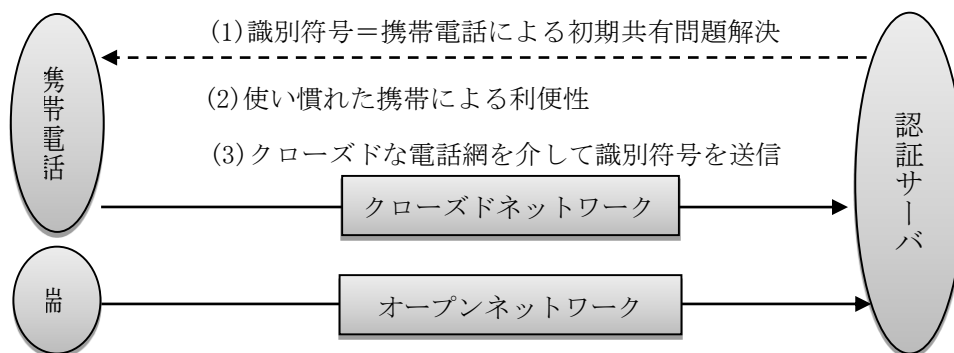 (1)識別符号＝携帯電話による初期共有問題解決
携帯電話
(2)使い慣れた携帯による利便性
(3)クローズドな電話網を介して識別符号を送信
認証サーバ
クローズドネットワーク
オープンネットワーク